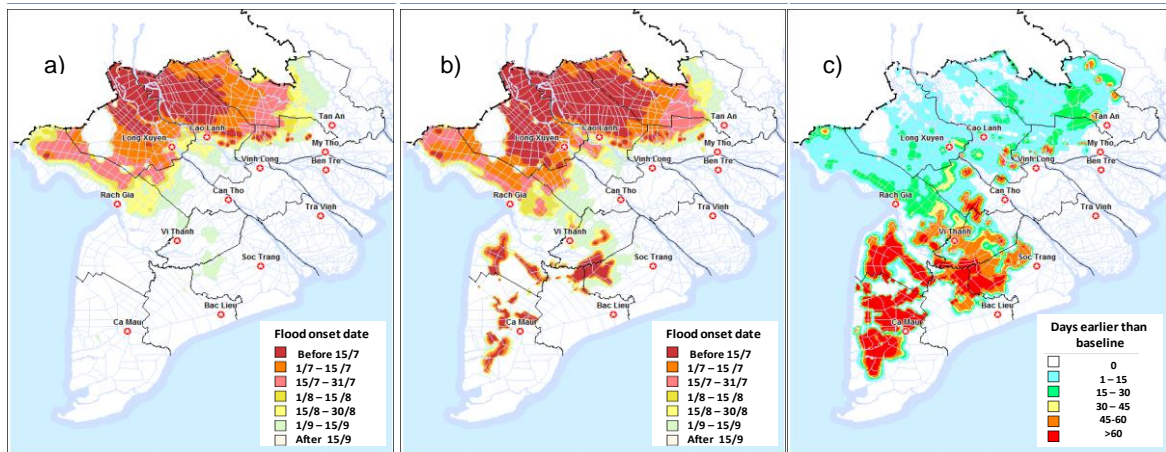 a)
Long Xuyen
Cao Lanh
Tan An
My Tho
Ben Tre
Vinh Long
Can Tho
Rach Gia
Tra Vinh
Vi Thanh
Soc Trang
Bac Lieu
Ca Mau
Flood onset date
Before 15/7
1/7 – 15/7
15/7 – 31/7
1/8 – 15/8
15/8 – 30/8
1/9 – 15/9
After 15/9
b)
Long Xuyen
Cao Lanh
Tan An
My Tho
Ben Tre
Vinh Long
Can Tho
Rach Gia
Tra Vinh
Vi Thanh
Soc Trang
Bac Lieu
Ca Mau
Flood onset date
Before 15/7
1/7 – 15/7
15/7 – 31/7
1/8 – 15/8
15/8 – 30/8
1/9 – 15/9
After 15/9
c)
Long Xuyen
Cao Lanh
Tan An
My Tho
Ben Tre
Vinh Long
Can Tho
Rach Gia
Tra Vinh
Vi Thanh
Soc Trang
Bac Lieu
Ca Mau
Days earlier than
baseline
0
1 – 15
15 – 30
30 – 45
45-60
>60